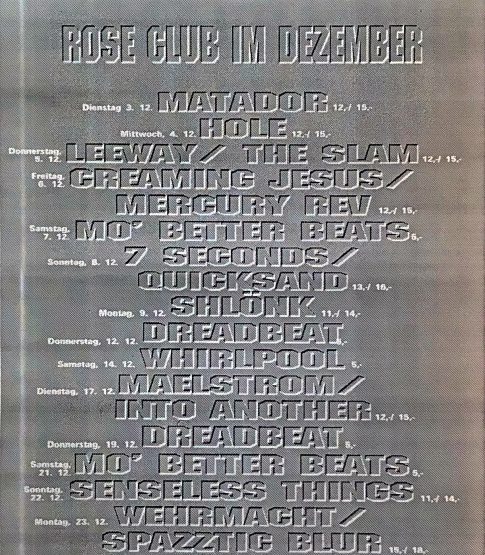 ROSE CLUB IM DEZEMBER
Dienstag 3. 12. MATADOR 12,-/ 15,-
Mittwoch, 4. 12. HOLE 12,-/ 15,-
Donnerstag, 5. 12. LEEWAY/ THE SLAM 12,-/ 15,-
Freitag, 6. 12. CREAMING JESUS/
MERCURY REV 12,-/ 15,-
Samstag, 7. 12. MO' BETTER BEATS 5,-
Sonntag, 8. 12. 7 SECONDS/
QUICKSAND 13,-/ 16,-
Montag, 9. 12. SHLÖNK 11,-/ 14,-
Donnerstag, 12. 12. DREADBEAT 5,-
Samstag, 14. 12. WHIRLPOOL 5,-
Dienstag, 17. 12. MAELSTROM/
INTO ANOTHER 12,-/ 15,-
Donnerstag, 19. 12. DREADBEAT 5,-
Samstag, 21. 12. MO' BETTER BEATS 5,-
Sonntag, 22. 12. SENSELESS THINGS 11,-/ 14,-
Montag, 23. 12. WEHRMACHT/
SPAZZTIC BLUR 15,-/ 18,-